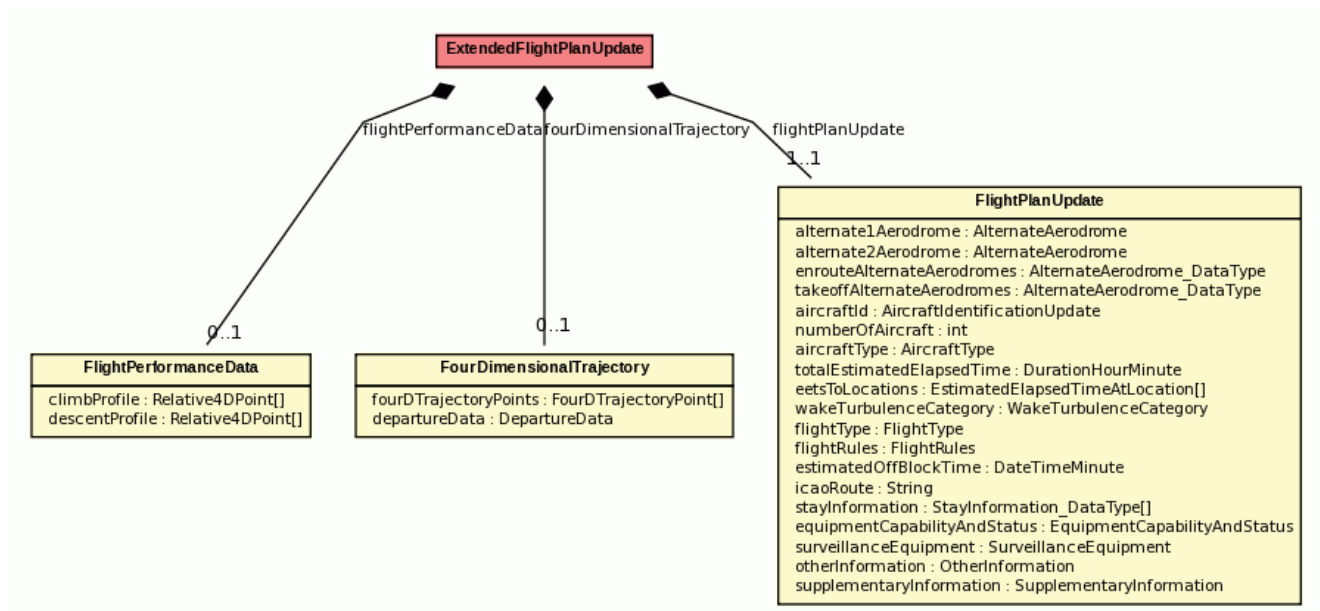 ExtendedFlightPlanUpdate
flightPerformanceData
fourDimensionalTrajectory
flightPlanUpdate
1..1
FlightPlanUpdate
alternate1Aerodrome : AlternateAerodrome
alternate2Aerodrome : AlternateAerodrome
enrouteAlternateAerodromes : AlternateAerodrome_DataType
takeoffAlternateAerodromes : AlternateAerodrome_DataType
aircraftId : AircraftIdentificationUpdate
numberOfAircraft : int
aircraftType : AircraftType
totalEstimatedElapsedTime : DurationHourMinute
eetsToLocations : EstimatedElapsedTimeAtLocation[]
wakeTurbulenceCategory : WakeTurbulenceCategory
flightType : FlightType
flightRules : FlightRules
estimatedOffBlockTime : DateTimeMinute
icaoRoute : String
stayInformation : StayInformation_DataType[]
equipmentCapabilityAndStatus : EquipmentCapabilityAndStatus
surveillanceEquipment : SurveillanceEquipment
otherInformation : OtherInformation
supplementaryInformation : SupplementaryInformation
0..1
FlightPerformanceData
climbProfile : Relative4DPoint[]
descentProfile : Relative4DPoint[]
0..1
FourDimensionalTrajectory
fourDTrajectoryPoints : FourDTrajectoryPoint[]
departureData : DepartureData